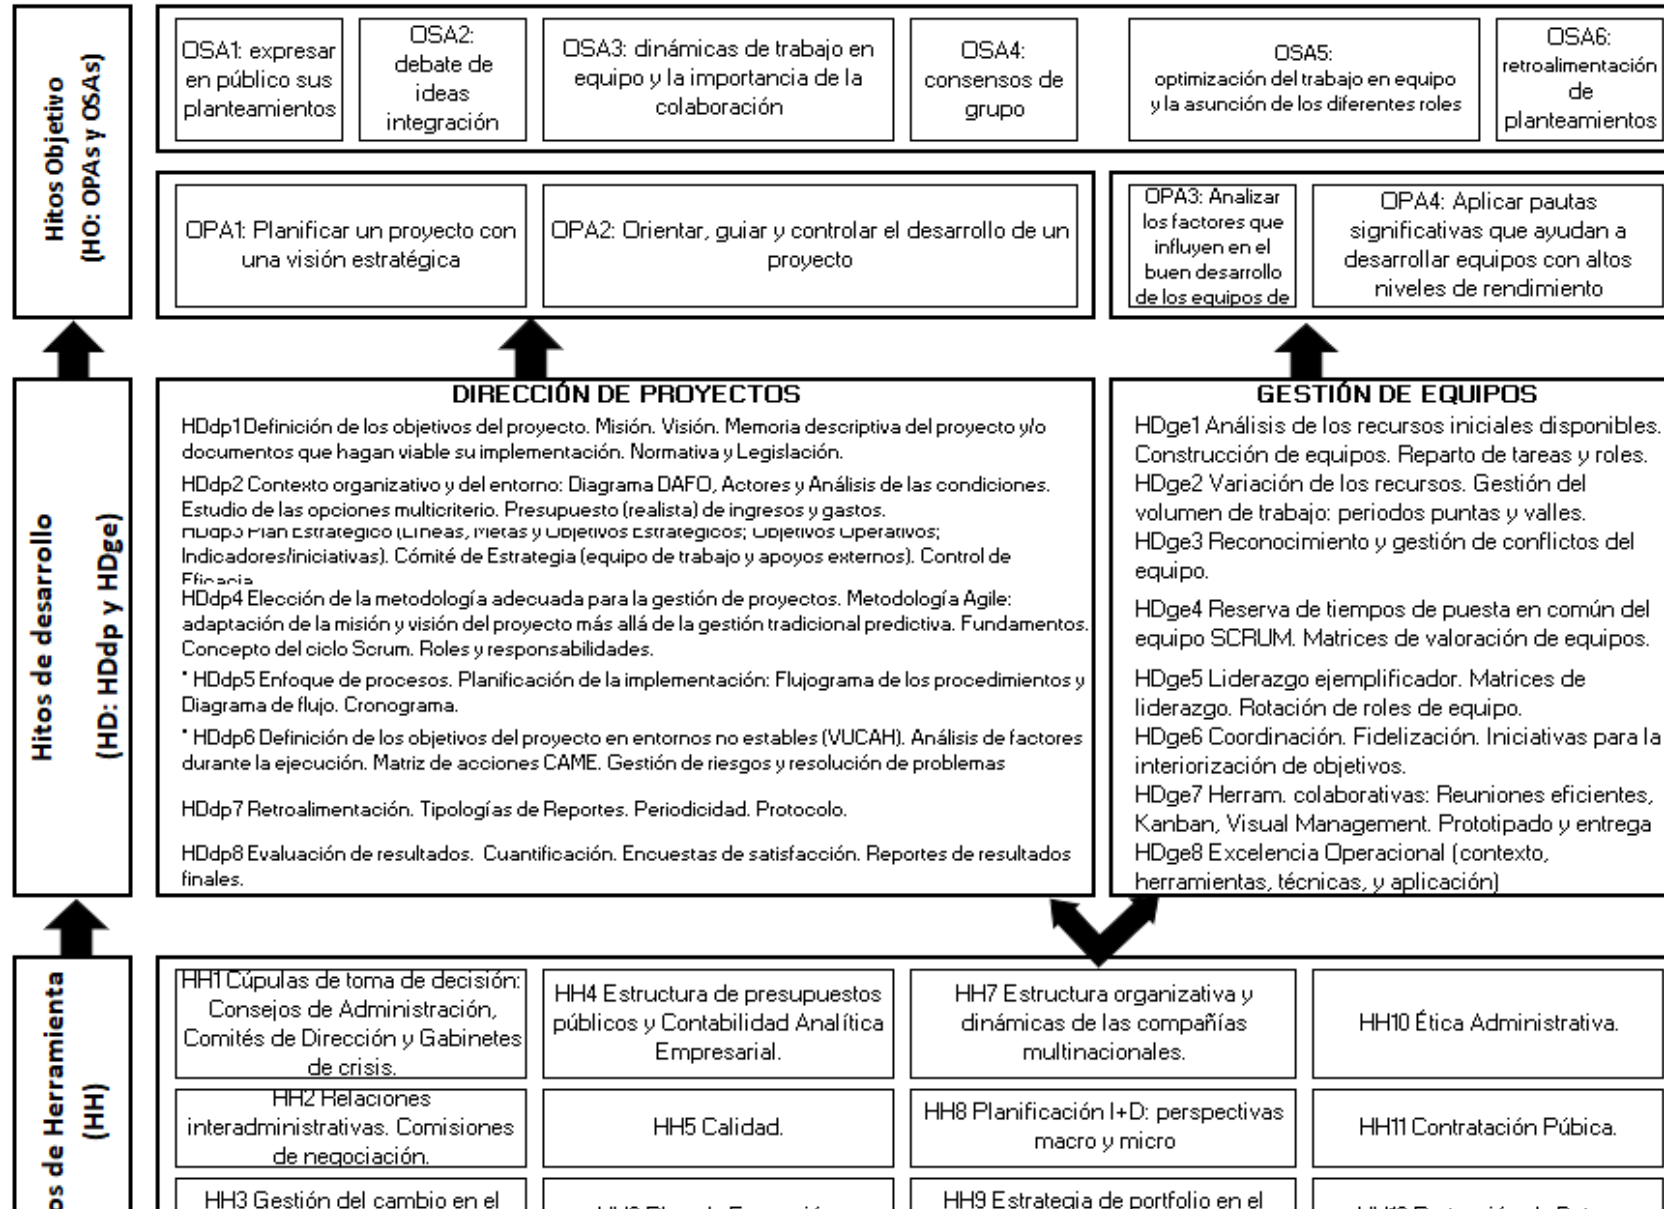 Hitos Objetivo
(HO: OPAs y OSAs)
OSA1: expresar
en público sus
planteamientos
OSA2:
debate de
ideas
integración
OSA3: dinámicas de trabajo en
equipo y la importancia de la
colaboración
OSA4:
consensos de
grupo
OSA5:
optimización del trabajo en equipo
y la asunción de los diferentes roles
OSA6:
retroalimentación
de
planteamientos
OPA1: Planificar un proyecto con
una visión estratégica
OPA2: Orientar, guiar y controlar el desarrollo de un
proyecto
OPA3: Analizar
los factores que
influyen en el
buen desarrollo
de los equipos de
OPA4: Aplicar pautas
significativas que ayudan a
desarrollar equipos con altos
niveles de rendimiento
Hitos de desarrollo
(HD: HDdp y HDge)
DIRECCIÓN DE PROYECTOS
HDdp1 Definición de los objetivos del proyecto. Misión. Visión. Memoria descriptiva del proyecto y/o
documentos que hagan viable su implementación. Normativa y Legislación.
HDdp2 Contexto organizativo y del entorno: Diagrama DAFO, Actores y Análisis de las condiciones.
Estudio de las opciones multicriterio. Presupuesto (realista) de ingresos y gastos.
HDdp3 Plan Estratégico (Líneas, Metas y Objetivos Estratégicos; Objetivos Operativos;
Indicadores/iniciativas). Cómité de Estrategia (equipo de trabajo y apoyos externos). Control de
Eficacia
HDdp4 Elección de la metodología adecuada para la gestión de proyectos. Metodología Agile:
adaptación de la misión y visión del proyecto más allá de la gestión tradicional predictiva. Fundamentos.
Concepto del ciclo Scrum. Roles y responsabilidades.
* HDdp5 Enfoque de procesos. Planificación de la implementación: Flujograma de los procedimientos y
Diagrama de flujo. Cronograma.
* HDdp6 Definición de los objetivos del proyecto en entornos no estables (VUCAH). Análisis de factores
durante la ejecución. Matriz de acciones CAME. Gestión de riesgos y resolución de problemas
HDdp7 Retroalimentación. Tipologías de Reportes. Periodicidad. Protocolo.
HDdp8 Evaluación de resultados. Cuantificación. Encuestas de satisfacción. Reportes de resultados
finales.
GESTIÓN DE EQUIPOS
HDge1 Análisis de los recursos iniciales disponibles.
Construcción de equipos. Reparto de tareas y roles.
HDge2 Variación de los recursos. Gestión del
volumen de trabajo: periodos puntas y valles.
HDge3 Reconocimiento y gestión de conflictos del
equipo.
HDge4 Reserva de tiempos de puesta en común del
equipo SCRUM. Matrices de valoración de equipos.
HDge5 Liderazgo ejemplificador. Matrices de
liderazgo. Rotación de roles de equipo.
HDge6 Coordinación. Fidelización. Iniciativas para la
interiorización de objetivos.
HDge7 Herram. colaborativas: Reuniones eficientes,
Kanban, Visual Management. Prototipado y entrega
HDge8 Excelencia Operacional (contexto,
herramientas, técnicas, y aplicación)
os de Herramienta
(HH)
HH1 Cúpulas de toma de decisión:
Consejos de Administración,
Comités de Dirección y Gabinetes
de crisis.
HH4 Estructura de presupuestos
públicos y Contabilidad Analítica
Empresarial.
HH7 Estructura organizativa y
dinámicas de las compañías
multinacionales.
HH10 Ética Administrativa.
HH2 Relaciones
interadministrativas. Comisiones
de negociación.
HH5 Calidad.
HH8 Planificación I+D: perspectivas
macro y micro
HH11 Contratación Púbica.
HH3 Gestión del cambio en el
HH9 Estrategia de portfolio en el